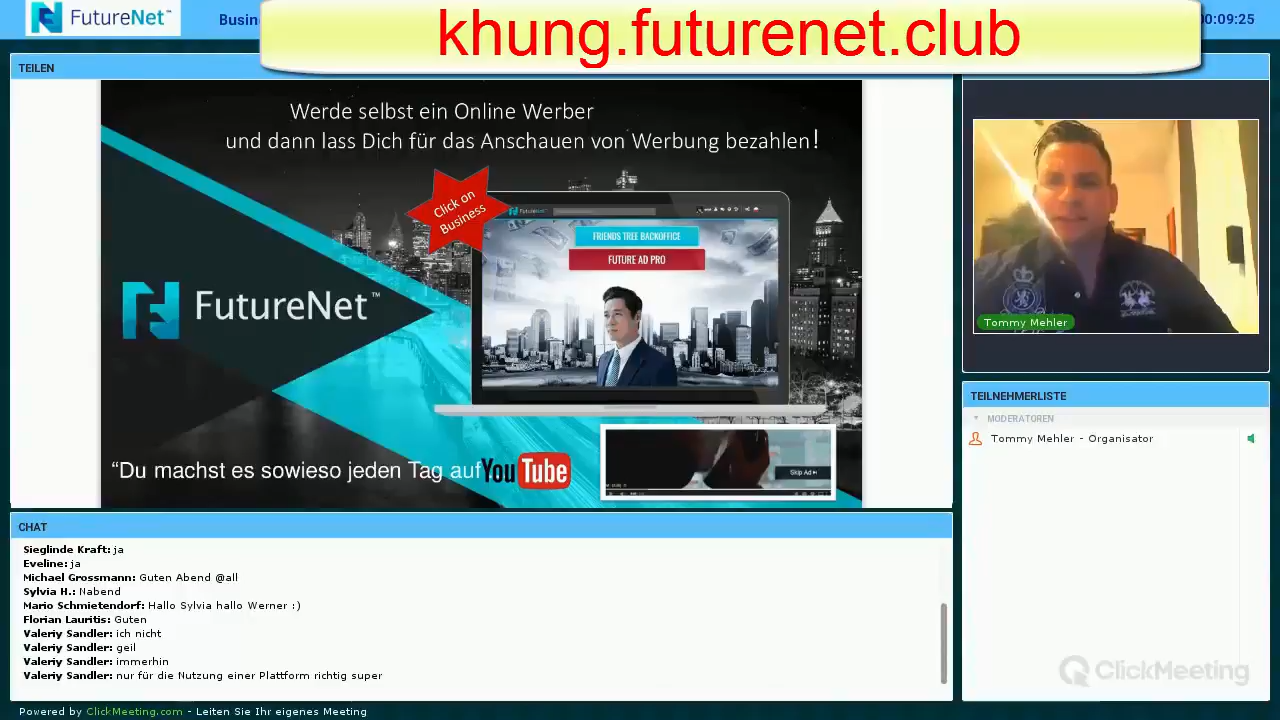 FutureNet™
Busin
khung.futurenet.club
00:09:25
TEILEN
Werde selbst ein Online Werber
und dann lass Dich für das Anschauen von Werbung bezahlen!
Click on
Business
FutureNet
FRIENDS TREE BACKOFFICE
FUTURE AD PRO
FutureNet™
“Du machst es sowieso jeden Tag auf
YouTube
Skip Ad
Tommy Mehler
TEILNEHMERLISTE
MODERATOREN
Tommy Mehler - Organisator
CHAT
Sieglinde Kraft: ja
Eveline: ja
Michael Grossmann: Guten Abend @all
Sylvia H.: Nabend
Mario Schmietendorf: Hallo Sylvia hallo Werner :)
Florian Lauritis: Guten
Valeriy Sandler: ich nicht
Valeriy Sandler: geil
Valeriy Sandler: immerhin
Valeriy Sandler: nur für die Nutzung einer Plattform richtig super
ClickMeeting
Powered by ClickMeeting.com - Leiten Sie Ihr eigenes Meeting